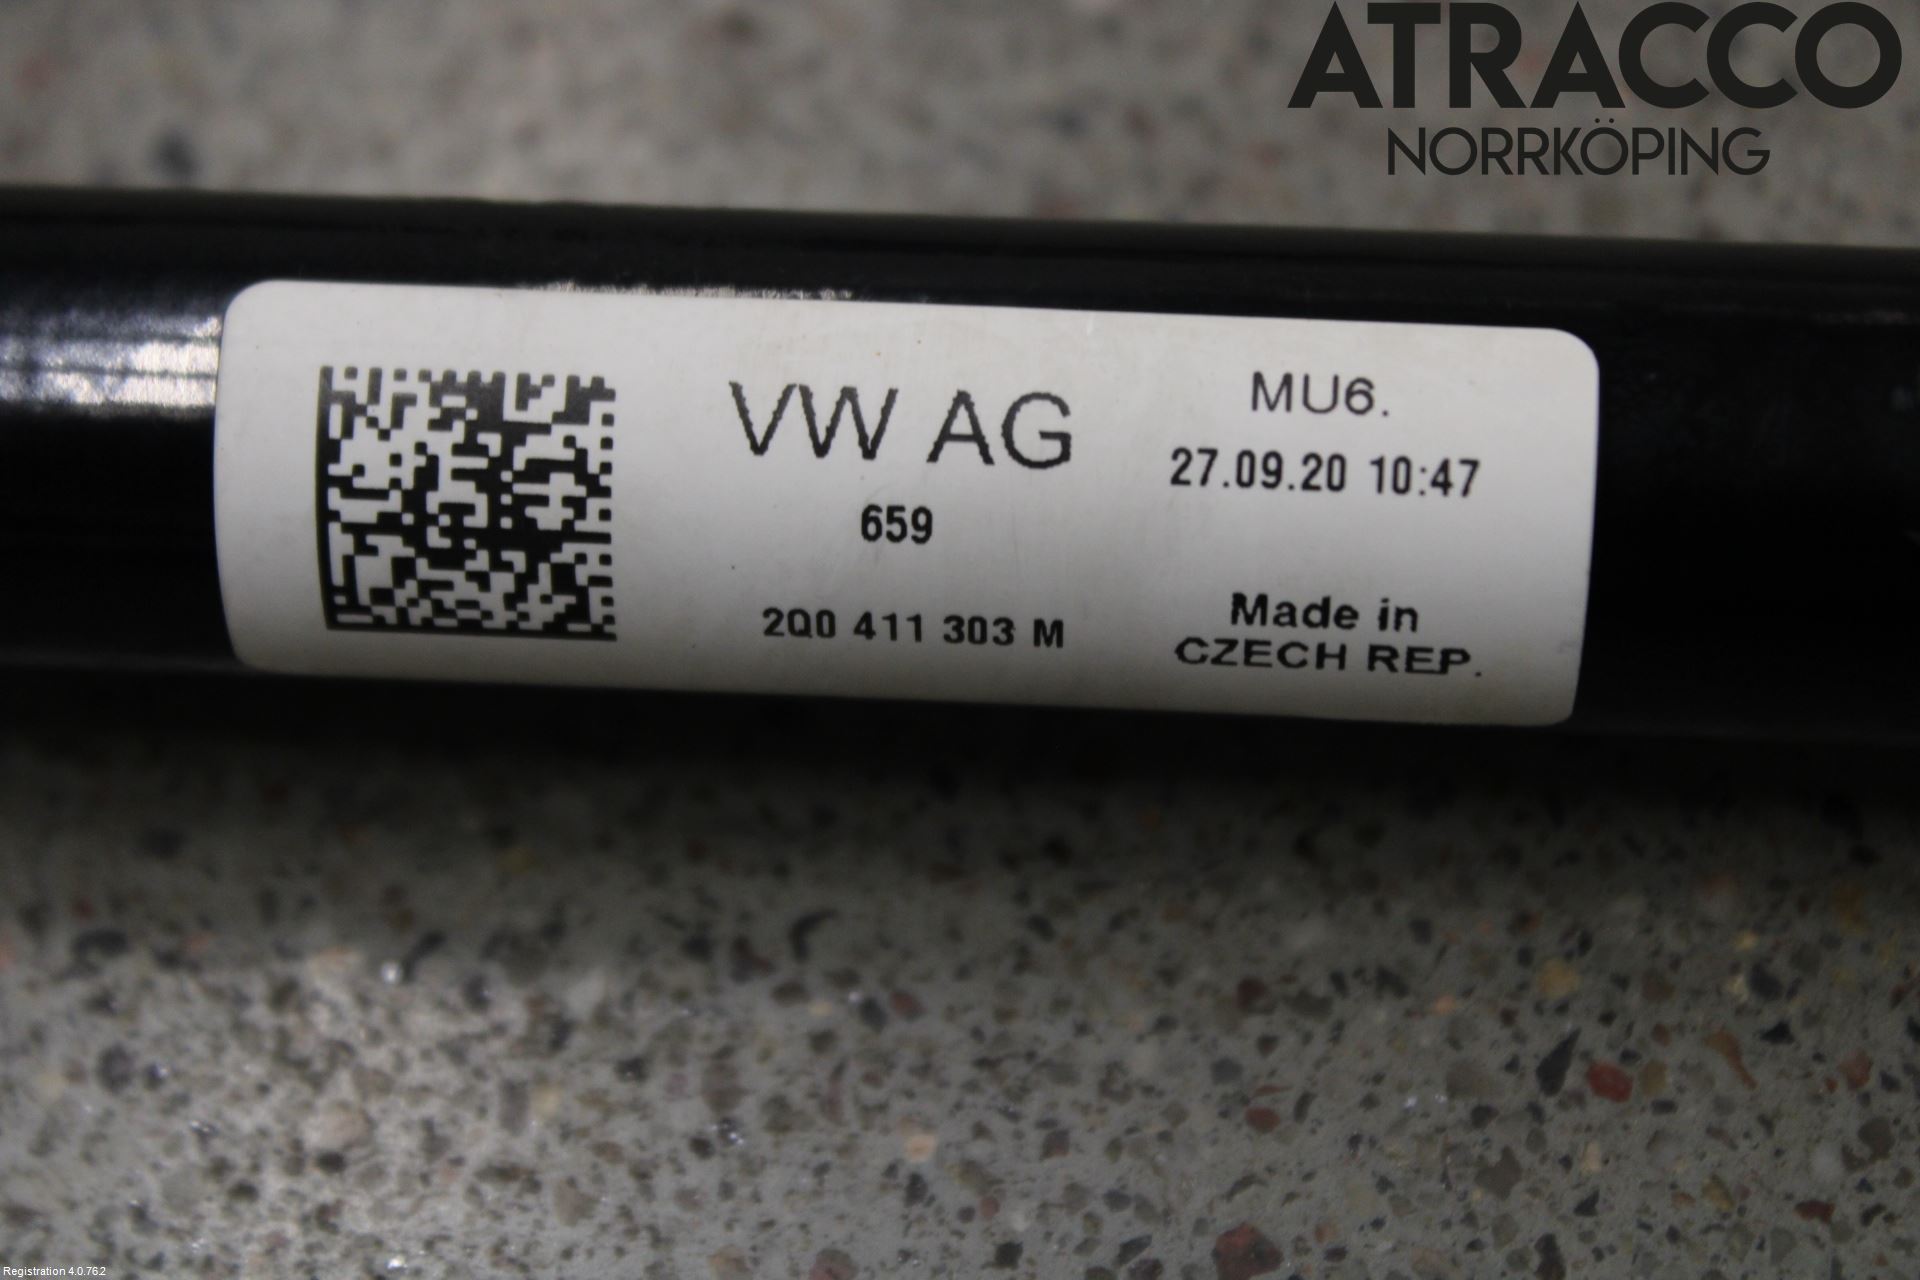 ATRACCO
NORRKÖPING
VW AG
659
2Q0 411 303 M
MU6.
27.09.20 10:47
Made in
CZECH REP.
Registration 4.0.762